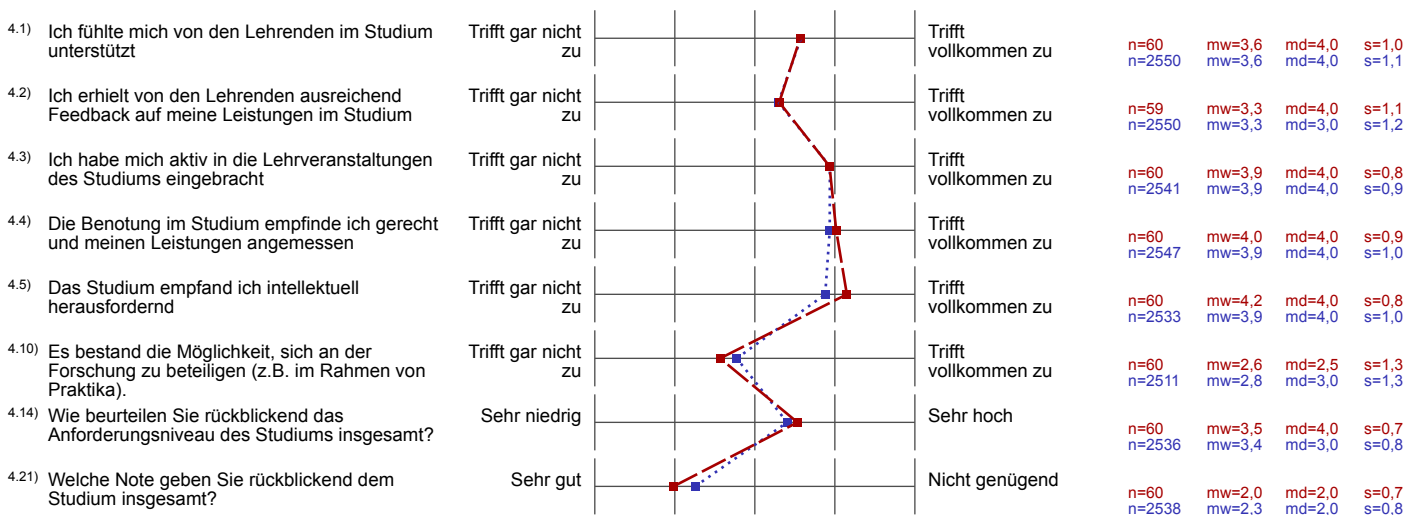 4.1) Ich fühlte mich von den Lehrenden im Studium
unterstützt
Trifft gar nicht
zu
Trifft
vollkommen zu
n=60 mw=3,6 md=4,0 s=1,0
n=2550 mw=3,6 md=4,0 s=1,1
4.2) Ich erhielt von den Lehrenden ausreichend
Feedback auf meine Leistungen im Studium
Trifft gar nicht
zu
Trifft
vollkommen zu
n=59 mw=3,3 md=4,0 s=1,1
n=2550 mw=3,3 md=3,0 s=1,2
4.3) Ich habe mich aktiv in die Lehrveranstaltungen
des Studiums eingebracht
Trifft gar nicht
zu
Trifft
vollkommen zu
n=60 mw=3,9 md=4,0 s=0,8
n=2541 mw=3,9 md=4,0 s=0,9
4.4) Die Benotung im Studium empfinde ich gerecht
und meinen Leistungen angemessen
Trifft gar nicht
zu
Trifft
vollkommen zu
n=60 mw=4,0 md=4,0 s=0,9
n=2547 mw=3,9 md=4,0 s=1,0
4.5) Das Studium empfand ich intellektuell
herausfordernd
Trifft gar nicht
zu
Trifft
vollkommen zu
n=60 mw=4,2 md=4,0 s=0,8
n=2533 mw=3,9 md=4,0 s=1,0
4.10) Es bestand die Möglichkeit, sich an der
Forschung zu beteiligen (z.B. im Rahmen von
Praktika).
Trifft gar nicht
zu
Trifft
vollkommen zu
n=60 mw=2,6 md=2,5 s=1,3
n=2511 mw=2,8 md=3,0 s=1,3
4.14) Wie beurteilen Sie rückblickend das
Anforderungsniveau des Studiums insgesamt?
Sehr niedrig
Sehr hoch
n=60 mw=3,5 md=4,0 s=0,7
n=2536 mw=3,4 md=3,0 s=0,8
4.21) Welche Note geben Sie rückblickend dem
Studium insgesamt?
Sehr gut
Nicht genügend
n=60 mw=2,0 md=2,0 s=0,7
n=2538 mw=2,3 md=2,0 s=0,8